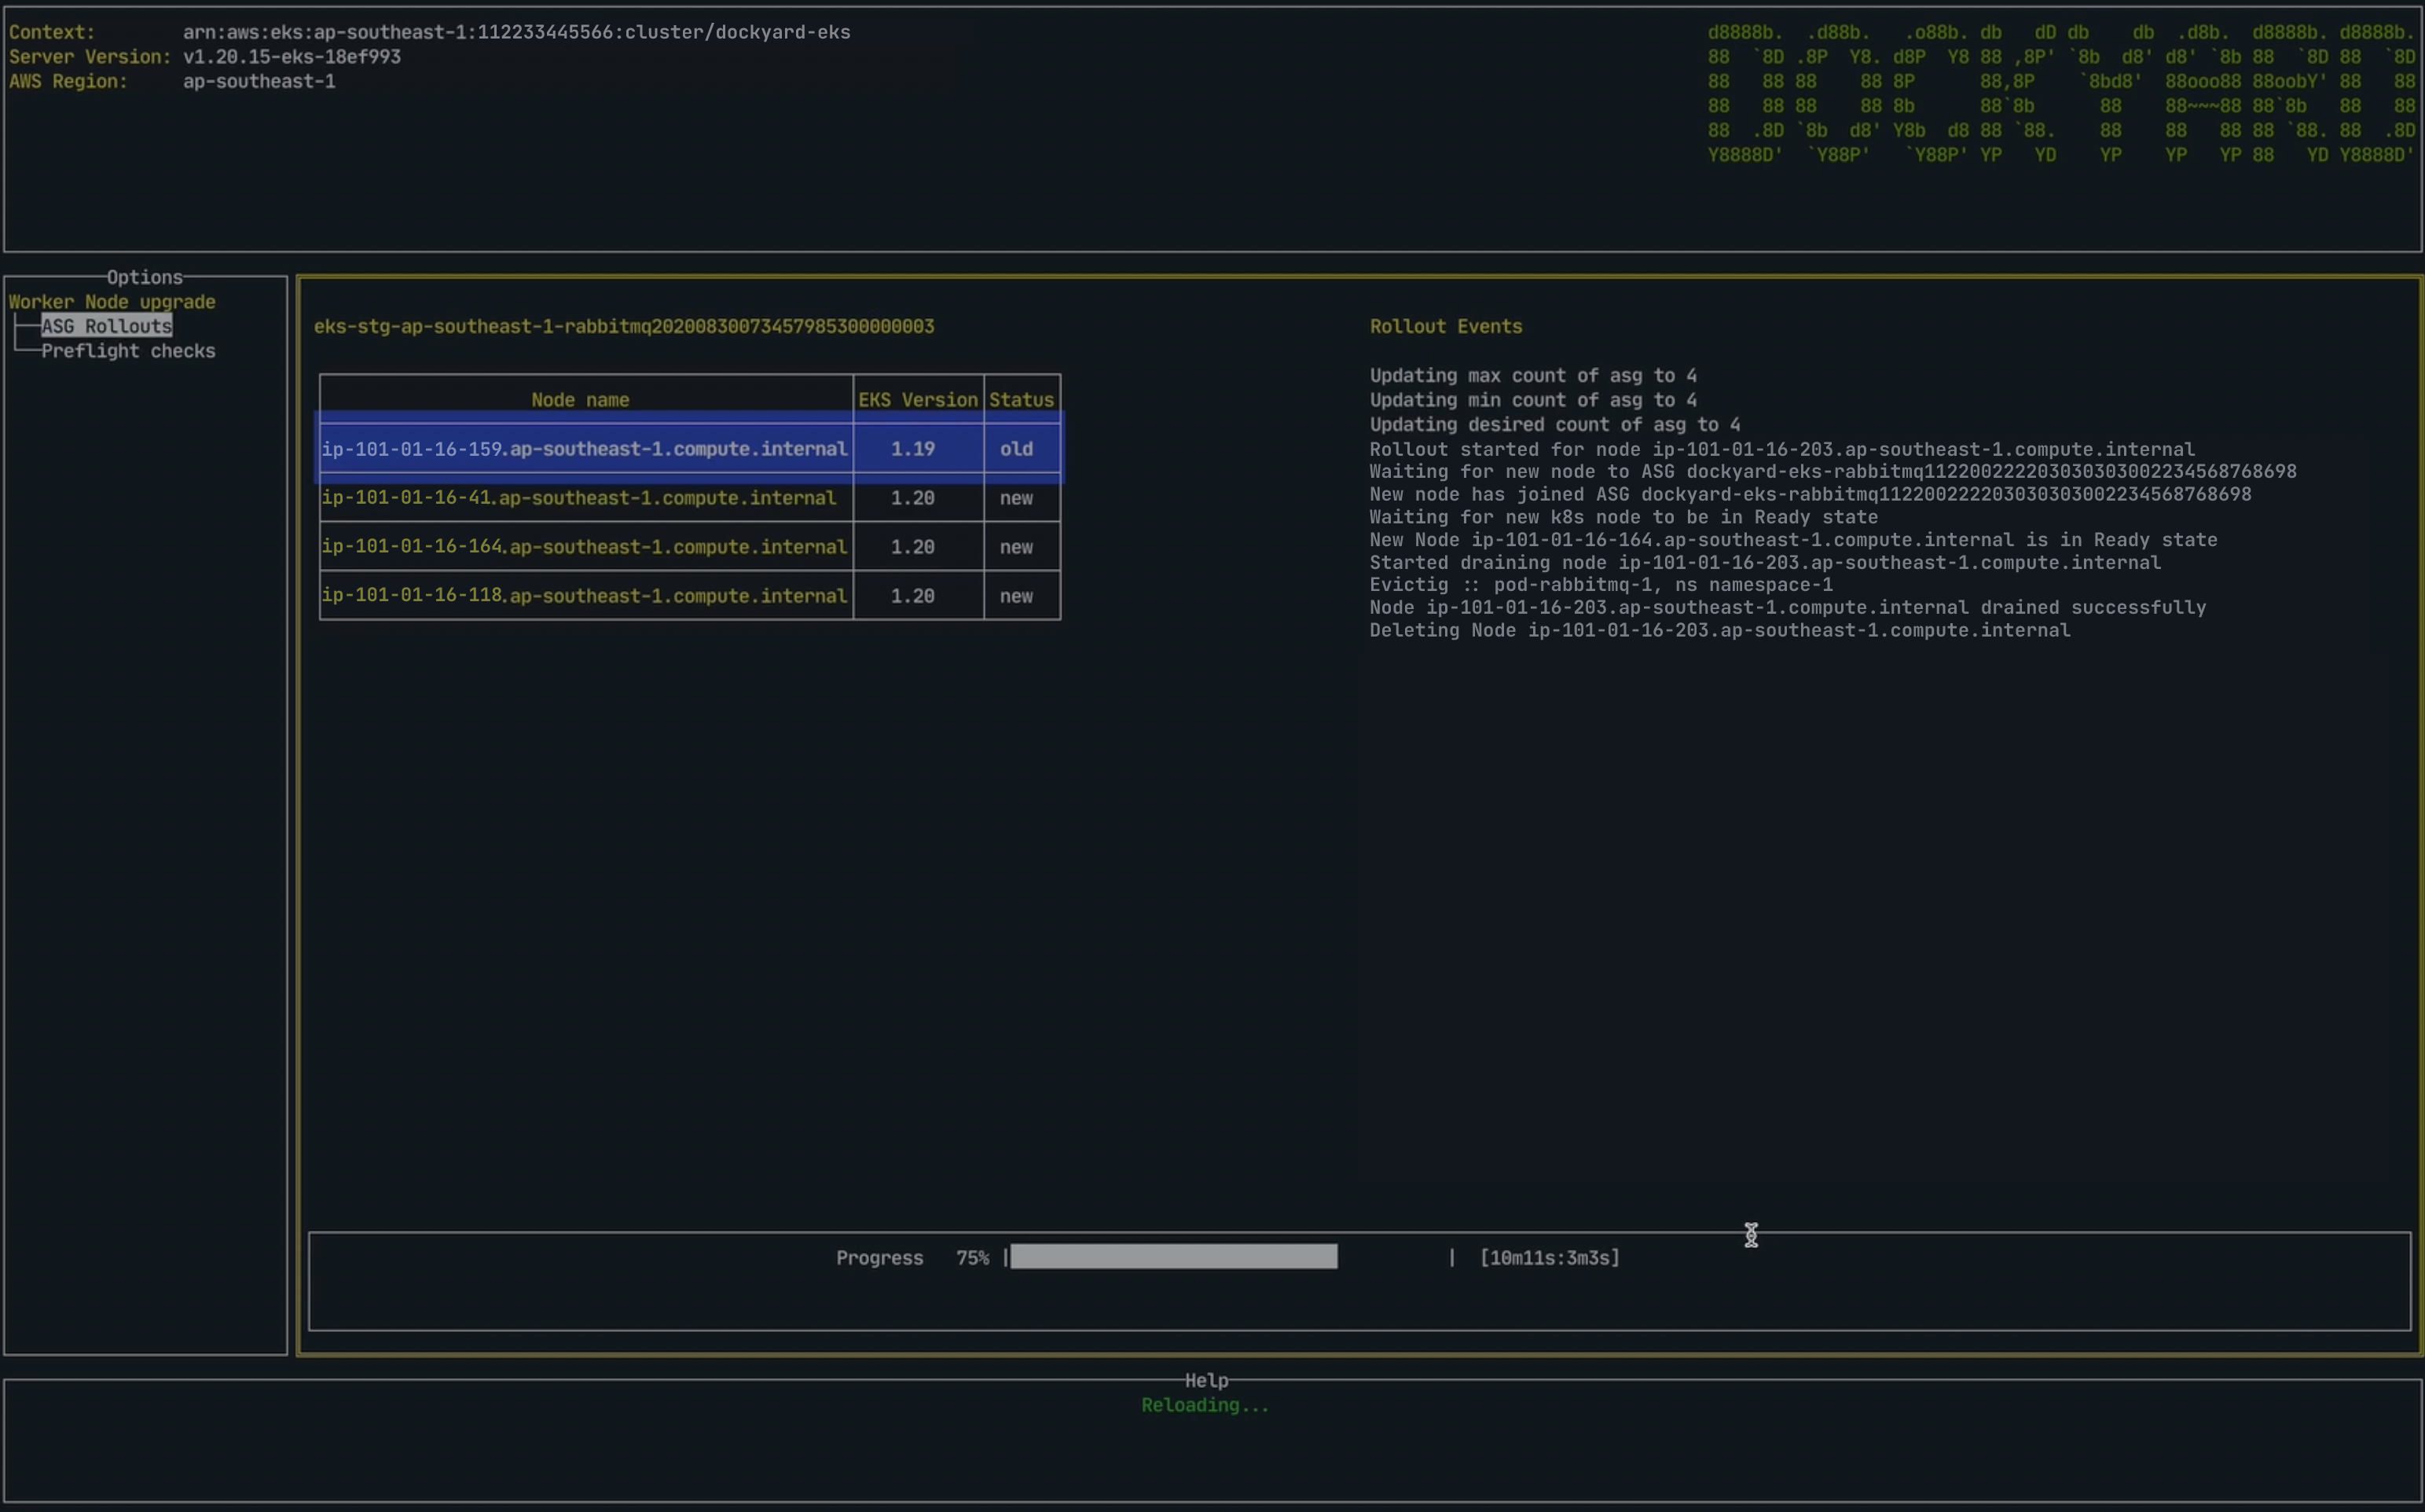 Context: arn:aws:eks:ap-southeast-1:112233445566:cluster/dockyard-eks
Server Version: v1.20.15-eks-18ef993
AWS Region: ap-southeast-1
d8888b.  .d88b.   .o88b. db   dD db    db  .d8b.  d8888b. d8888b.
88  `8D .8P  Y8. d8P  Y8 88 ,8P' `8b  d8' d8' `8b 88  `8D 88  `8D
88   88 88    88 8P      88,8P    `8bd8'  88ooo88 88oobY' 88   88
88   88 88    88 8b      88`8b      88    88~~~88 88`8b   88   88
88  .8D `8b  d8' Y8b  d8 88 `88.    88    88   88 88 `88. 88  .8D
Y8888D'  `Y88P'   `Y88P' YP   YD    YP    YP   YP 88   YD Y8888D'
Options
Worker Node upgrade
ASG Rollouts
Preflight checks
eks-stg-ap-southeast-1-rabbitmq20200830073457985300000003
Node name EKS Version Status
ip-101-01-16-159.ap-southeast-1.compute.internal 1.19 old
ip-101-01-16-41.ap-southeast-1.compute.internal 1.20 new
ip-101-01-16-164.ap-southeast-1.compute.internal 1.20 new
ip-101-01-16-118.ap-southeast-1.compute.internal 1.20 new
Rollout Events
Updating max count of asg to 4
Updating min count of asg to 4
Updating desired count of asg to 4
Rollout started for node ip-101-01-16-203.ap-southeast-1.compute.internal
Waiting for new node to ASG dockyard-eks-rabbitmq1122002222030303030022345687686​98
New node has joined ASG dockyard-eks-rabbitmq112200222203030303002234568768698
Waiting for new k8s node to be in Ready state
New Node ip-101-01-16-164.ap-southeast-1.compute.internal is in Ready state
Started draining node ip-101-01-16-203.ap-southeast-1.compute.internal
Evictig :: pod-rabbitmq-1, ns namespace-1
Node ip-101-01-16-203.ap-southeast-1.compute.internal drained successfully
Deleting Node ip-101-01-16-203.ap-southeast-1.compute.internal
Progress 75% | | [10m11s:3m3s]
Help
Reloading...